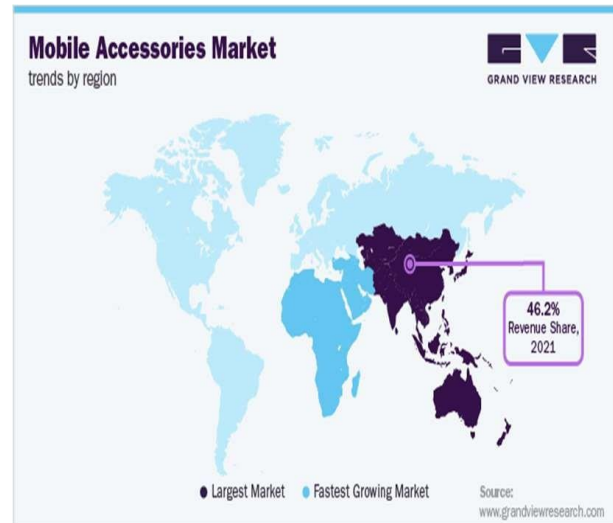 Mobile Accessories Market
trends by region
GRAND VIEW RESEARCH
46.2%
Revenue Share,
2021
Largest Market
Fastest Growing Market
Source:
www.grandviewresearch.com